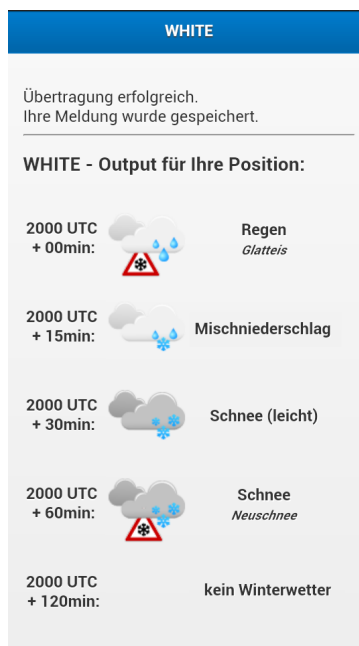 WHITE
Übertragung erfolgreich.
Ihre Meldung wurde gespeichert.
WHITE - Output für Ihre Position:
2000 UTC
+ 00min:
Regen
Glatteis
2000 UTC
+ 15min:
Mischniederschlag
2000 UTC
+ 30min:
Schnee (leicht)
2000 UTC
+ 60min:
Schnee
Neuschnee
2000 UTC
+ 120min:
kein Winterwetter